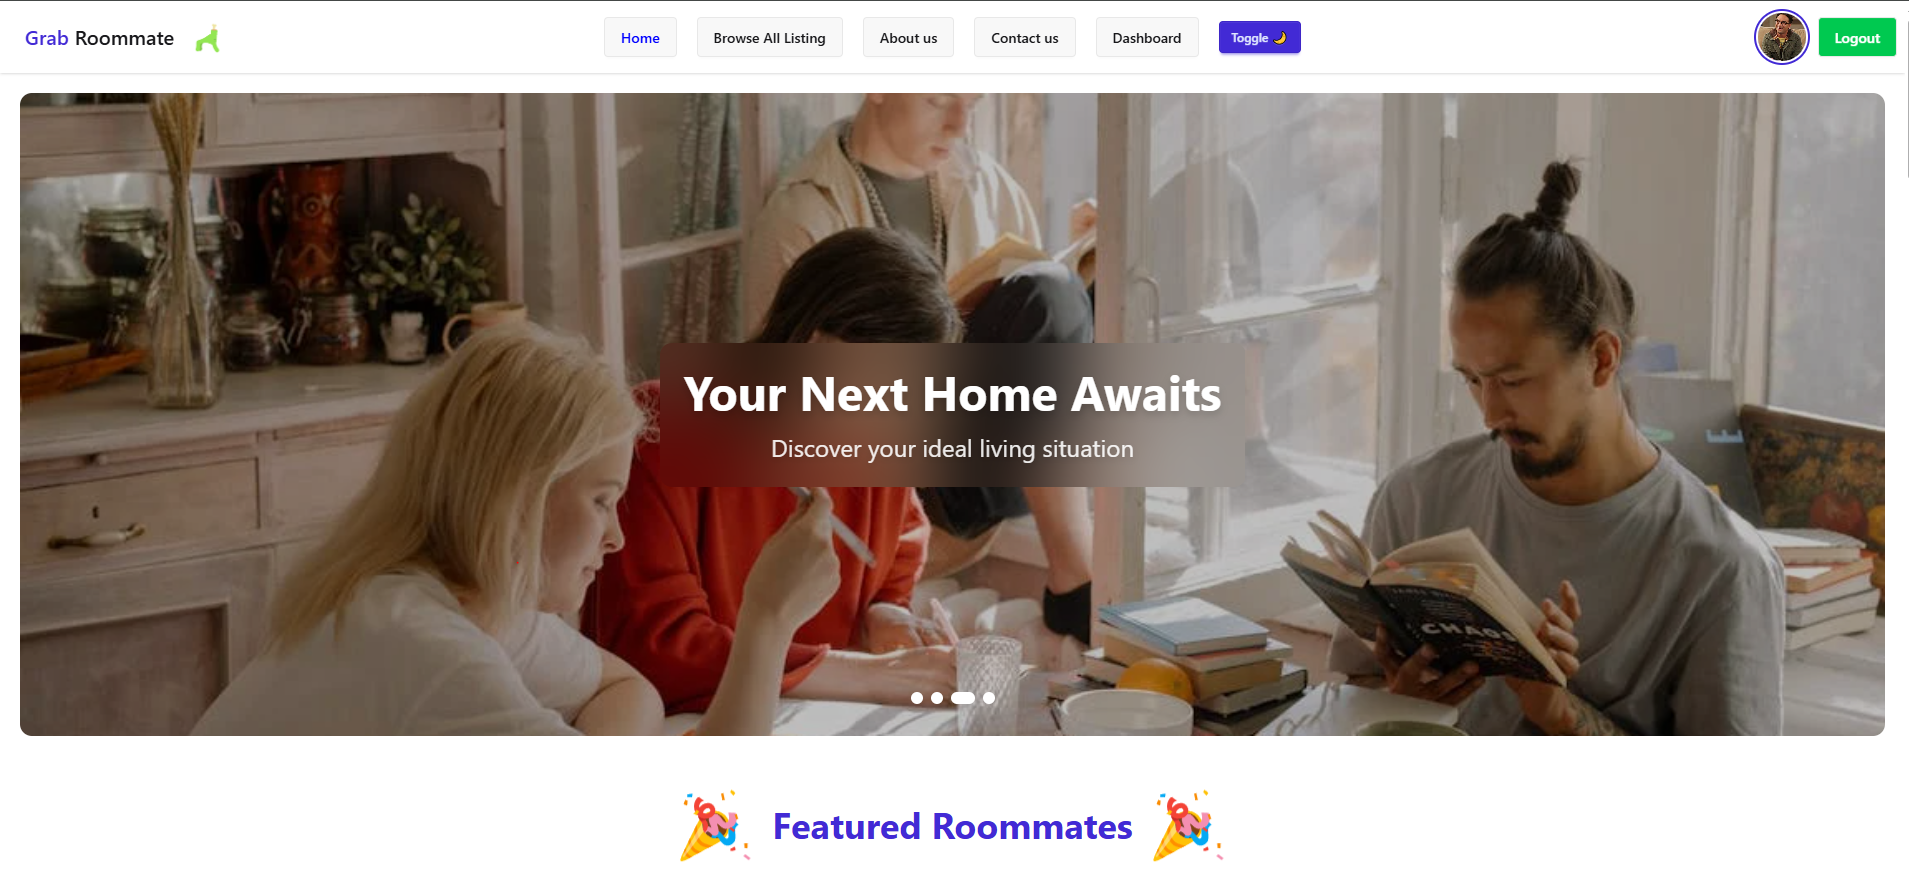 Grab Roommate
Home
Browse All Listing
About us
Contact us
Dashboard
Toggle 🌙
Logout
Your Next Home Awaits
Discover your ideal living situation
CHAOS
Featured Roommates